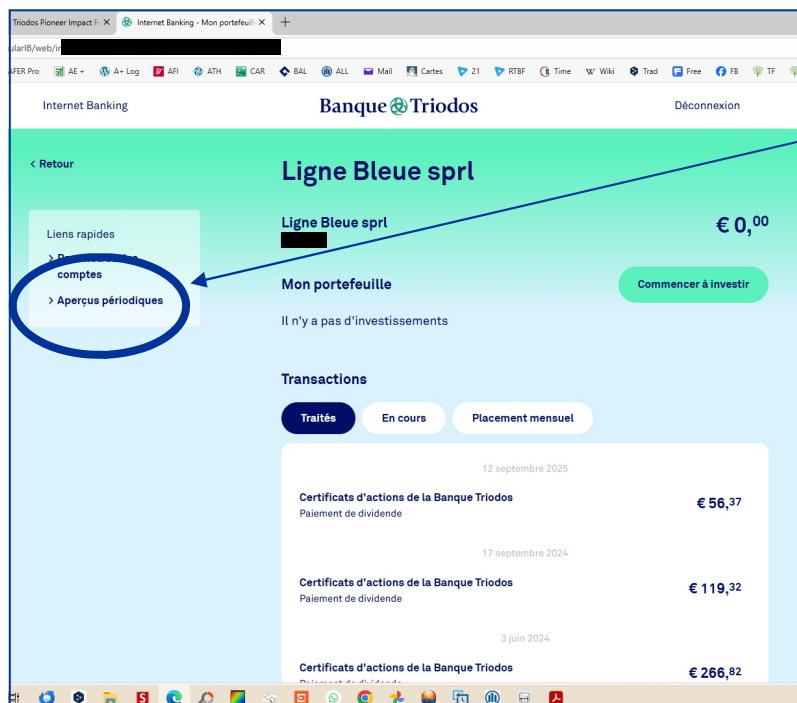 Triodos Pioneer Impact F
Internet Banking - Mon portefeuill
ularIB/web/ir
AFER Pro AE + A+ Log AFI ATH CAR BAL ALL Mail Cartes 21 RTBF Time Wiki Trad Free FB TF
Internet Banking
Banque Triodos
Déconnexion
< Retour
Ligne Bleue sprl
Liens rapides
comptes
> Aperçus périodiques
Ligne Bleue sprl
€ 0,00
Mon portefeuille
Commencer à investir
Il n'y a pas d'investissements
Transactions
Traités En cours Placement mensuel
12 septembre 2025
Certificats d'actions de la Banque Triodos
€ 56,37
Paiement de dividende
17 septembre 2024
Certificats d'actions de la Banque Triodos
€ 119,32
Paiement de dividende
3 juin 2024
Certificats d'actions de la Banque Triodos
€ 266,82
Paiement de dividende